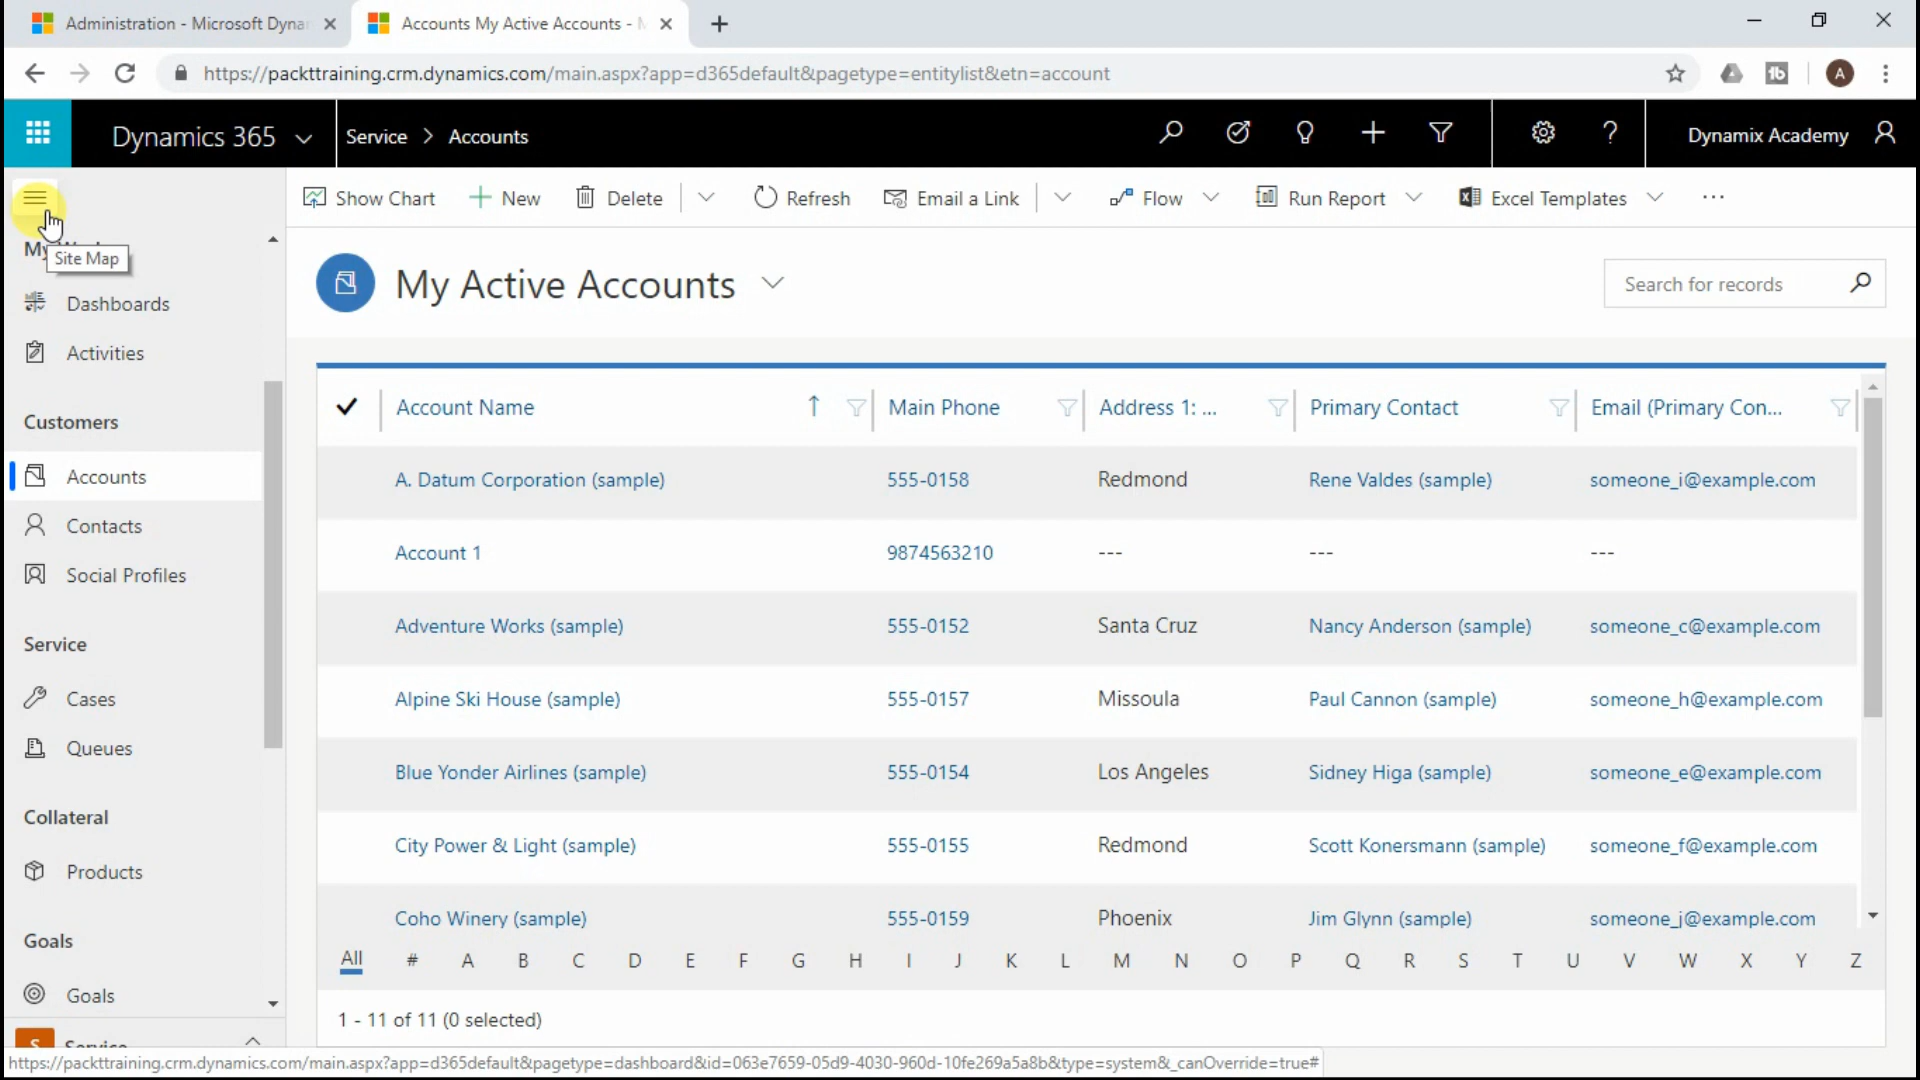 Administration - Microsoft Dyna
Accounts My Active Accounts -
https://packttraining.crm.dynamics.com/main.aspx?app=d365default&pagetype=entitylist&etn=account
A
Dynamics 365
Service > Accounts
?
Dynamix Academy
Show Chart
New
Delete
Refresh
Email a Link
Flow
Run Report
Excel Templates
...
My
Site Map
Dashboards
Activities
Customers
Accounts
Contacts
Social Profiles
Service
Cases
Queues
Collateral
Products
Goals
Goals
S Service
My Active Accounts
Search for records
Account Name Main Phone Address 1: ... Primary Contact Email (Primary Con...
A. Datum Corporation (sample) 555-0158 Redmond Rene Valdes (sample) someone_i@example.com
Account 1 9874563210 --- --- ---
Adventure Works (sample) 555-0152 Santa Cruz Nancy Anderson (sample) someone_c@example.com
Alpine Ski House (sample) 555-0157 Missoula Paul Cannon (sample) someone_h@example.com
Blue Yonder Airlines (sample) 555-0154 Los Angeles Sidney Higa (sample) someone_e@example.com
City Power & Light (sample) 555-0155 Redmond Scott Konersmann (sample) someone_f@example.com
Coho Winery (sample) 555-0159 Phoenix Jim Glynn (sample) someone_j@example.com
All # A B C D E F G H I J K L M N O P Q R S T U V W X Y Z
1 - 11 of 11 (0 selected)
https://packttraining.crm.dynamics.com/main.aspx?app=d365default&pagetype=dashboard&id=063e7659-05d9-4030-960d-10fe269a5a8b&type=system&_canOverride=true#